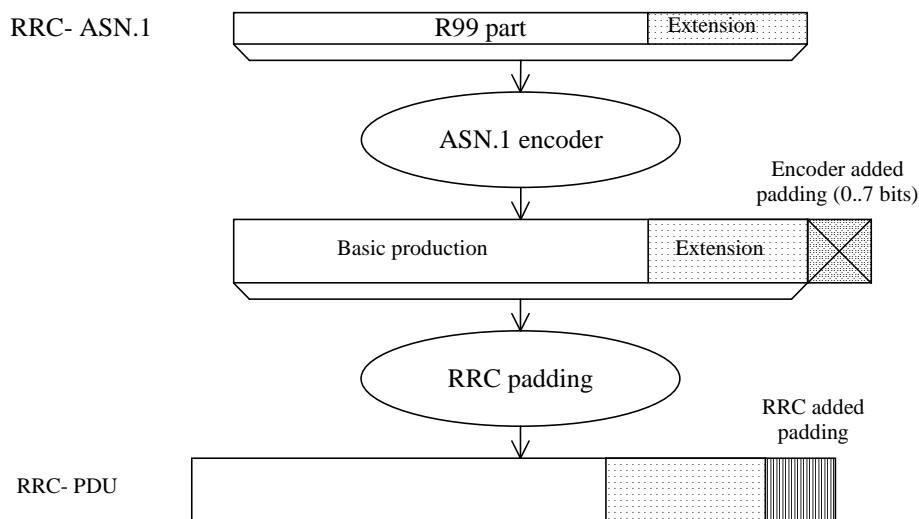 RRC- ASN.1
R99 part
Extension
ASN.1 encoder
Encoder added
padding (0..7 bits)
Basic production
Extension
RRC padding
RRC added
padding
RRC- PDU